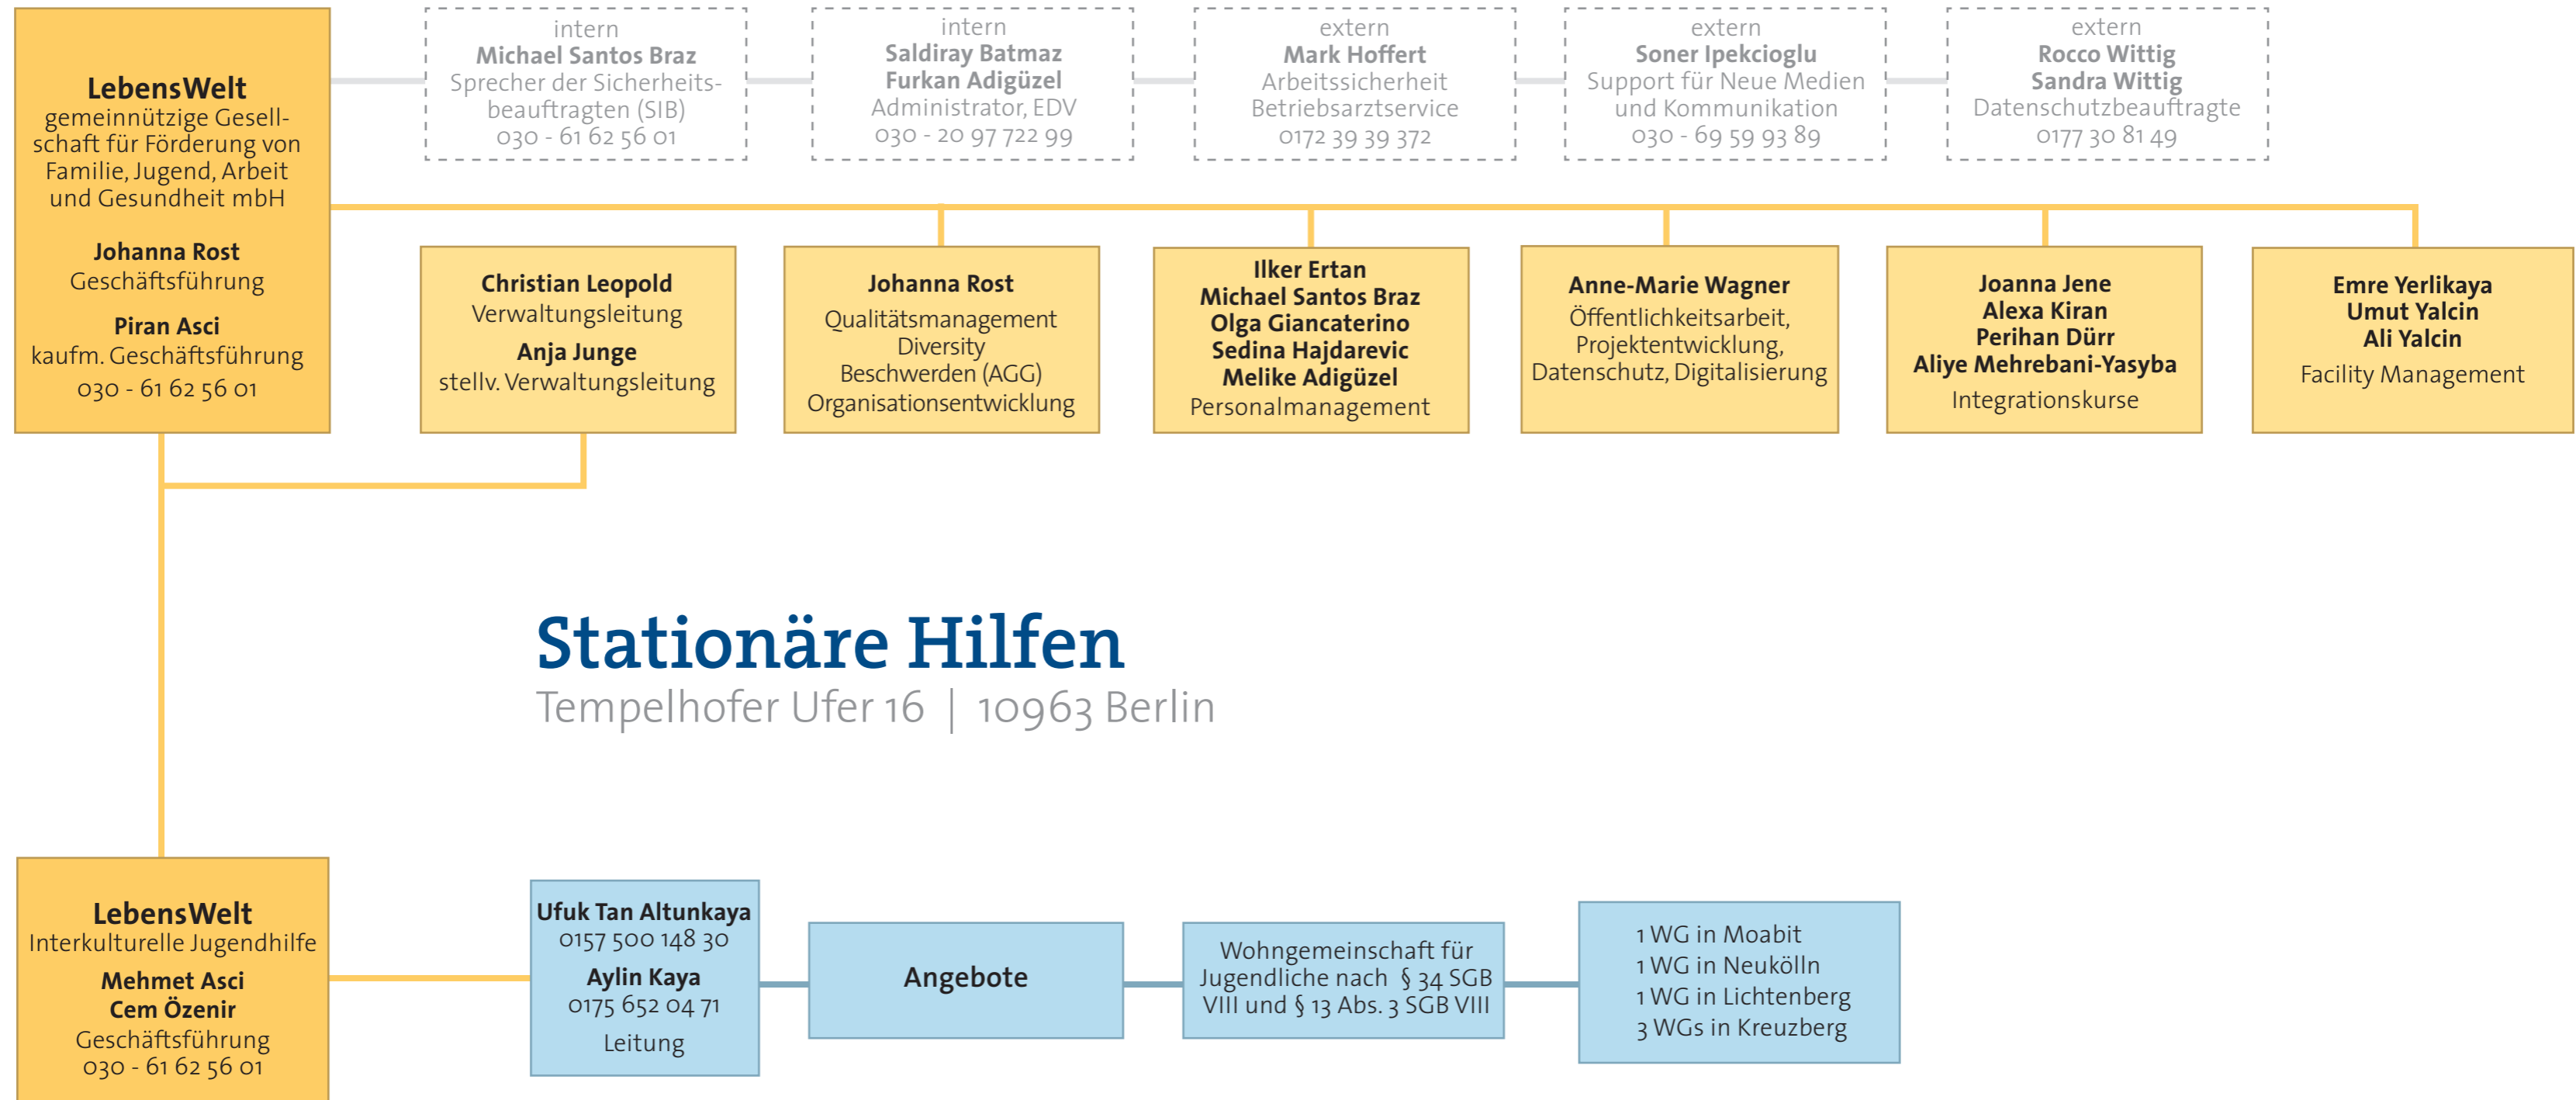 LebensWelt
gemeinnützige Gesell-
schaft für Förderung von
Familie, Jugend, Arbeit
und Gesundheit mbH
Johanna Rost
Geschäftsführung
Piran Asci
kaufm. Geschäftsführung
030 - 61 62 56 01
intern
Michael Santos Braz
Sprecher der Sicherheits-
beauftragten (SIB)
030 - 61 62 56 01
intern
Saldiray Batmaz
Furkan Adigüzel
Administrator, EDV
030 - 20 97 722 99
extern
Mark Hoffert
Arbeitssicherheit
Betriebsarztservice
0172 39 39 372
extern
Soner Ipekcioglu
Support für Neue Medien
und Kommunikation
030 - 69 59 93 89
extern
Rocco Wittig
Sandra Wittig
Datenschutzbeauftragte
0177 30 81 49
Christian Leopold
Verwaltungsleitung
Anja Junge
stellv. Verwaltungsleitung
Johanna Rost
Qualitätsmanagement
Diversity
Beschwerden (AGG)
Organisationsentwicklung
Ilker Ertan
Michael Santos Braz
Olga Giancaterino
Sedina Hajdarevic
Melike Adigüzel
Personalmanagement
Anne-Marie Wagner
Öffentlichkeitsarbeit,
Projektentwicklung,
Datenschutz, Digitalisierung
Joanna Jene
Alexa Kiran
Perihan Dürr
Aliye Mehrebani-Yasyba
Integrationskurse
Emre Yerlikaya
Umut Yalcin
Ali Yalcin
Facility Management
Stationäre Hilfen
Tempelhofer Ufer 16 | 10963 Berlin
LebensWelt
Interkulturelle Jugendhilfe
Mehmet Asci
Cem Özenir
Geschäftsführung
030 - 61 62 56 01
Ufuk Tan Altunkaya
0157 500 148 30
Aylin Kaya
0175 652 04 71
Leitung
Angebote
Wohngemeinschaft für
Jugendliche nach § 34 SGB
VIII und § 13 Abs. 3 SGB VIII
1 WG in Moabit
1 WG in Neukölln
1 WG in Lichtenberg
3 WGs in Kreuzberg